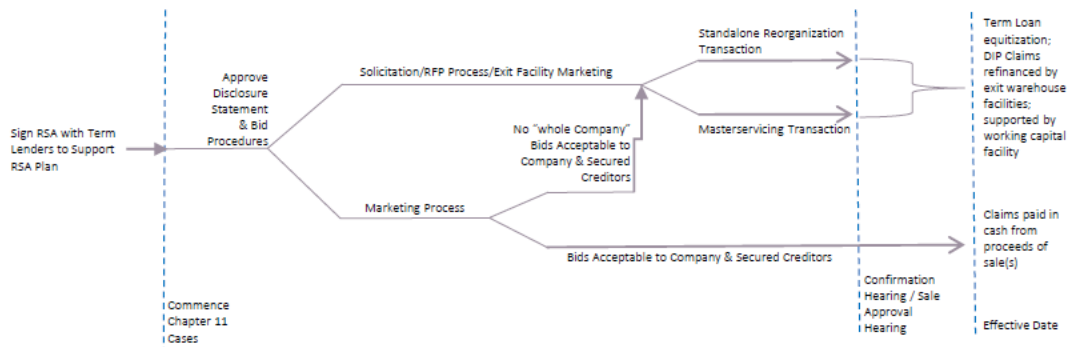 Sign RSA with Term
Lenders to Support
RSA Plan
Commence
Chapter 11
Cases
Approve
Disclosure
Statement
& Bid
Procedures
Solicitation/RFP Process/Exit Facility Marketing
Marketing Process
No "whole Company"
Bids Acceptable to
Company & Secured
Creditors
Standalone Reorganization
Transaction
Masterservicing Transaction
Bids Acceptable to Company & Secured Creditors
Confirmation
Hearing / Sale
Approval
Hearing
Term Loan
equitization;
DIP Claims
refinanced by
exit warehouse
facilities;
supported by
working capital
facility
Claims paid in
cash from
proceeds of
sale(s)
Effective Date